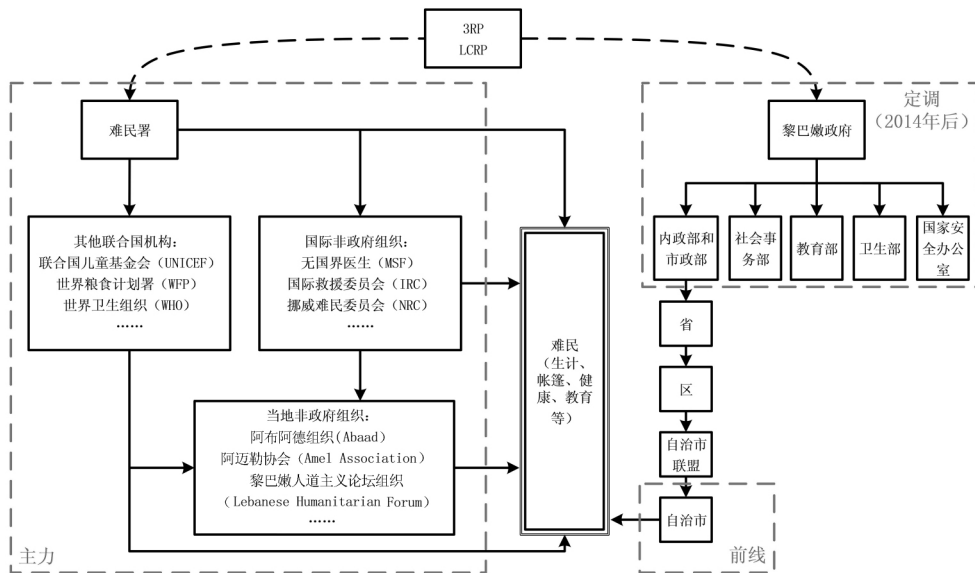 3RP
LCRP
定调
（2014年后）
难民署
黎巴嫩政府
其他联合国机构：
联合国儿童基金会（UNICEF）
世界粮食计划署（WFP）
世界卫生组织（WHO）
……
国际非政府组织：
无国界医生（MSF）
国际救援委员会（IRC）
挪威难民委员会（NRC）
……
内政部和
市政部
社会事
务部
教育部
卫生部
国家安
全办公
室
难民
（生计、
帐篷、健
康、教育
等）
省
区
自治市
联盟
自治市
前线
当地非政府组织：
阿布阿德组织(Abaad)
阿迈勒协会（Amel Association）
黎巴嫩人道主义论坛组织
（Lebanese Humanitarian Forum）
……
主力